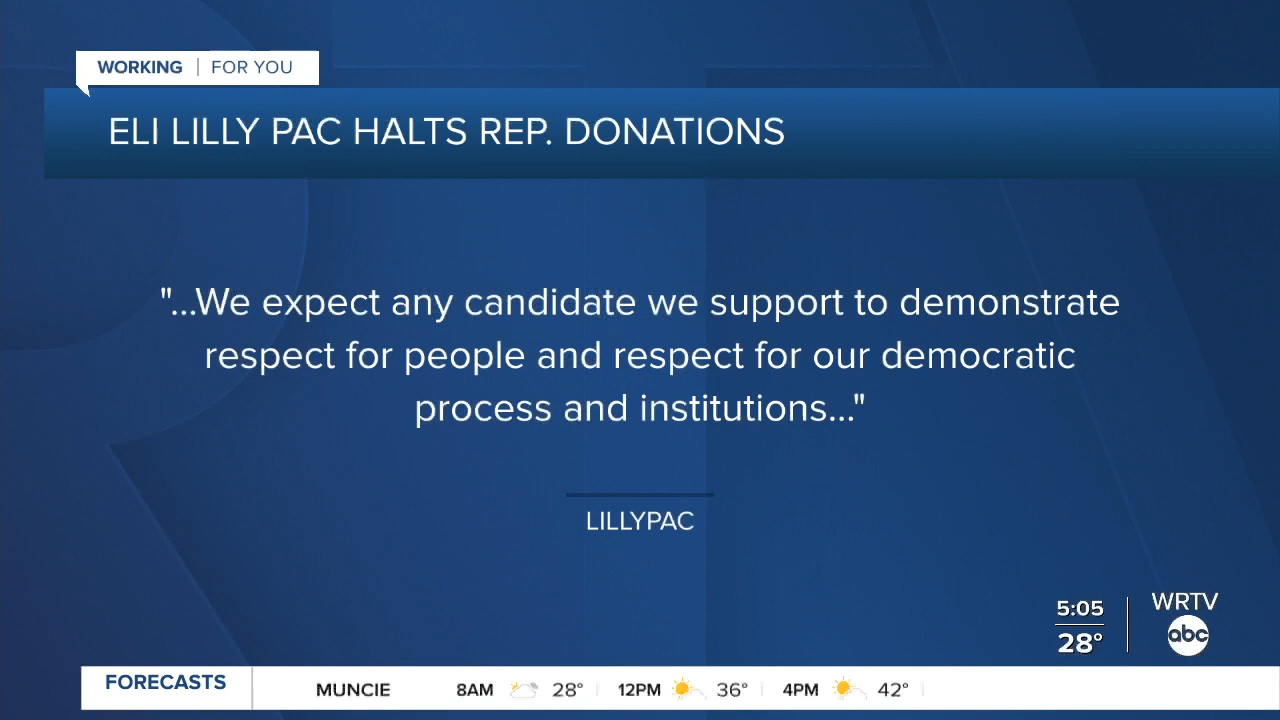 WORKING | FOR YOU
ELI LILLY PAC HALTS REP. DONATIONS
"...We expect any candidate we support to demonstrate
respect for people and respect for our democratic
process and institutions..."
LILLYPAC
5:05
28°
WRTV
abc
FORECASTS
MUNCIE 8AM 28° 12PM 36° 4PM 42°